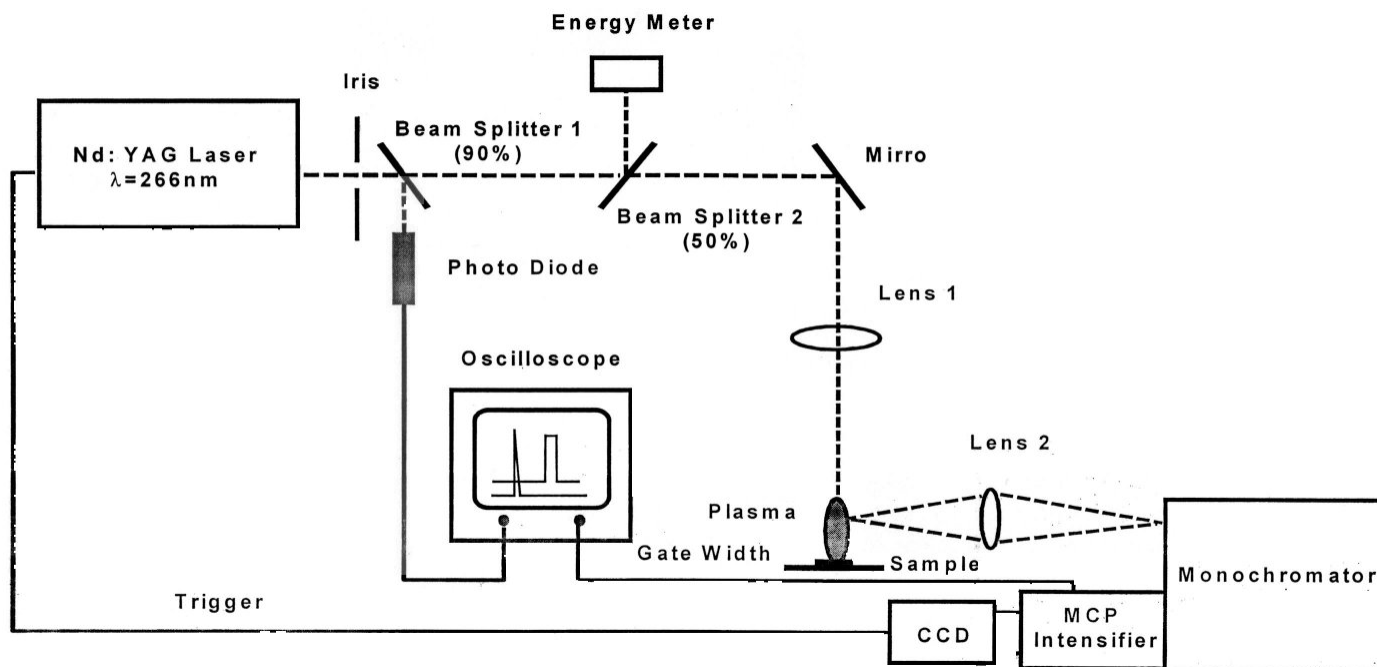 Energy Meter
Iris
Beam Splitter 1
(90%)
Nd: YAG Laser
λ=266nm
Mirro
Beam Splitter 2
(50%)
Photo Diode
Lens 1
Oscilloscope
Lens 2
Plasma
Gate Width
Sample
Monochromator
Trigger
CCD
MCP
Intensifier